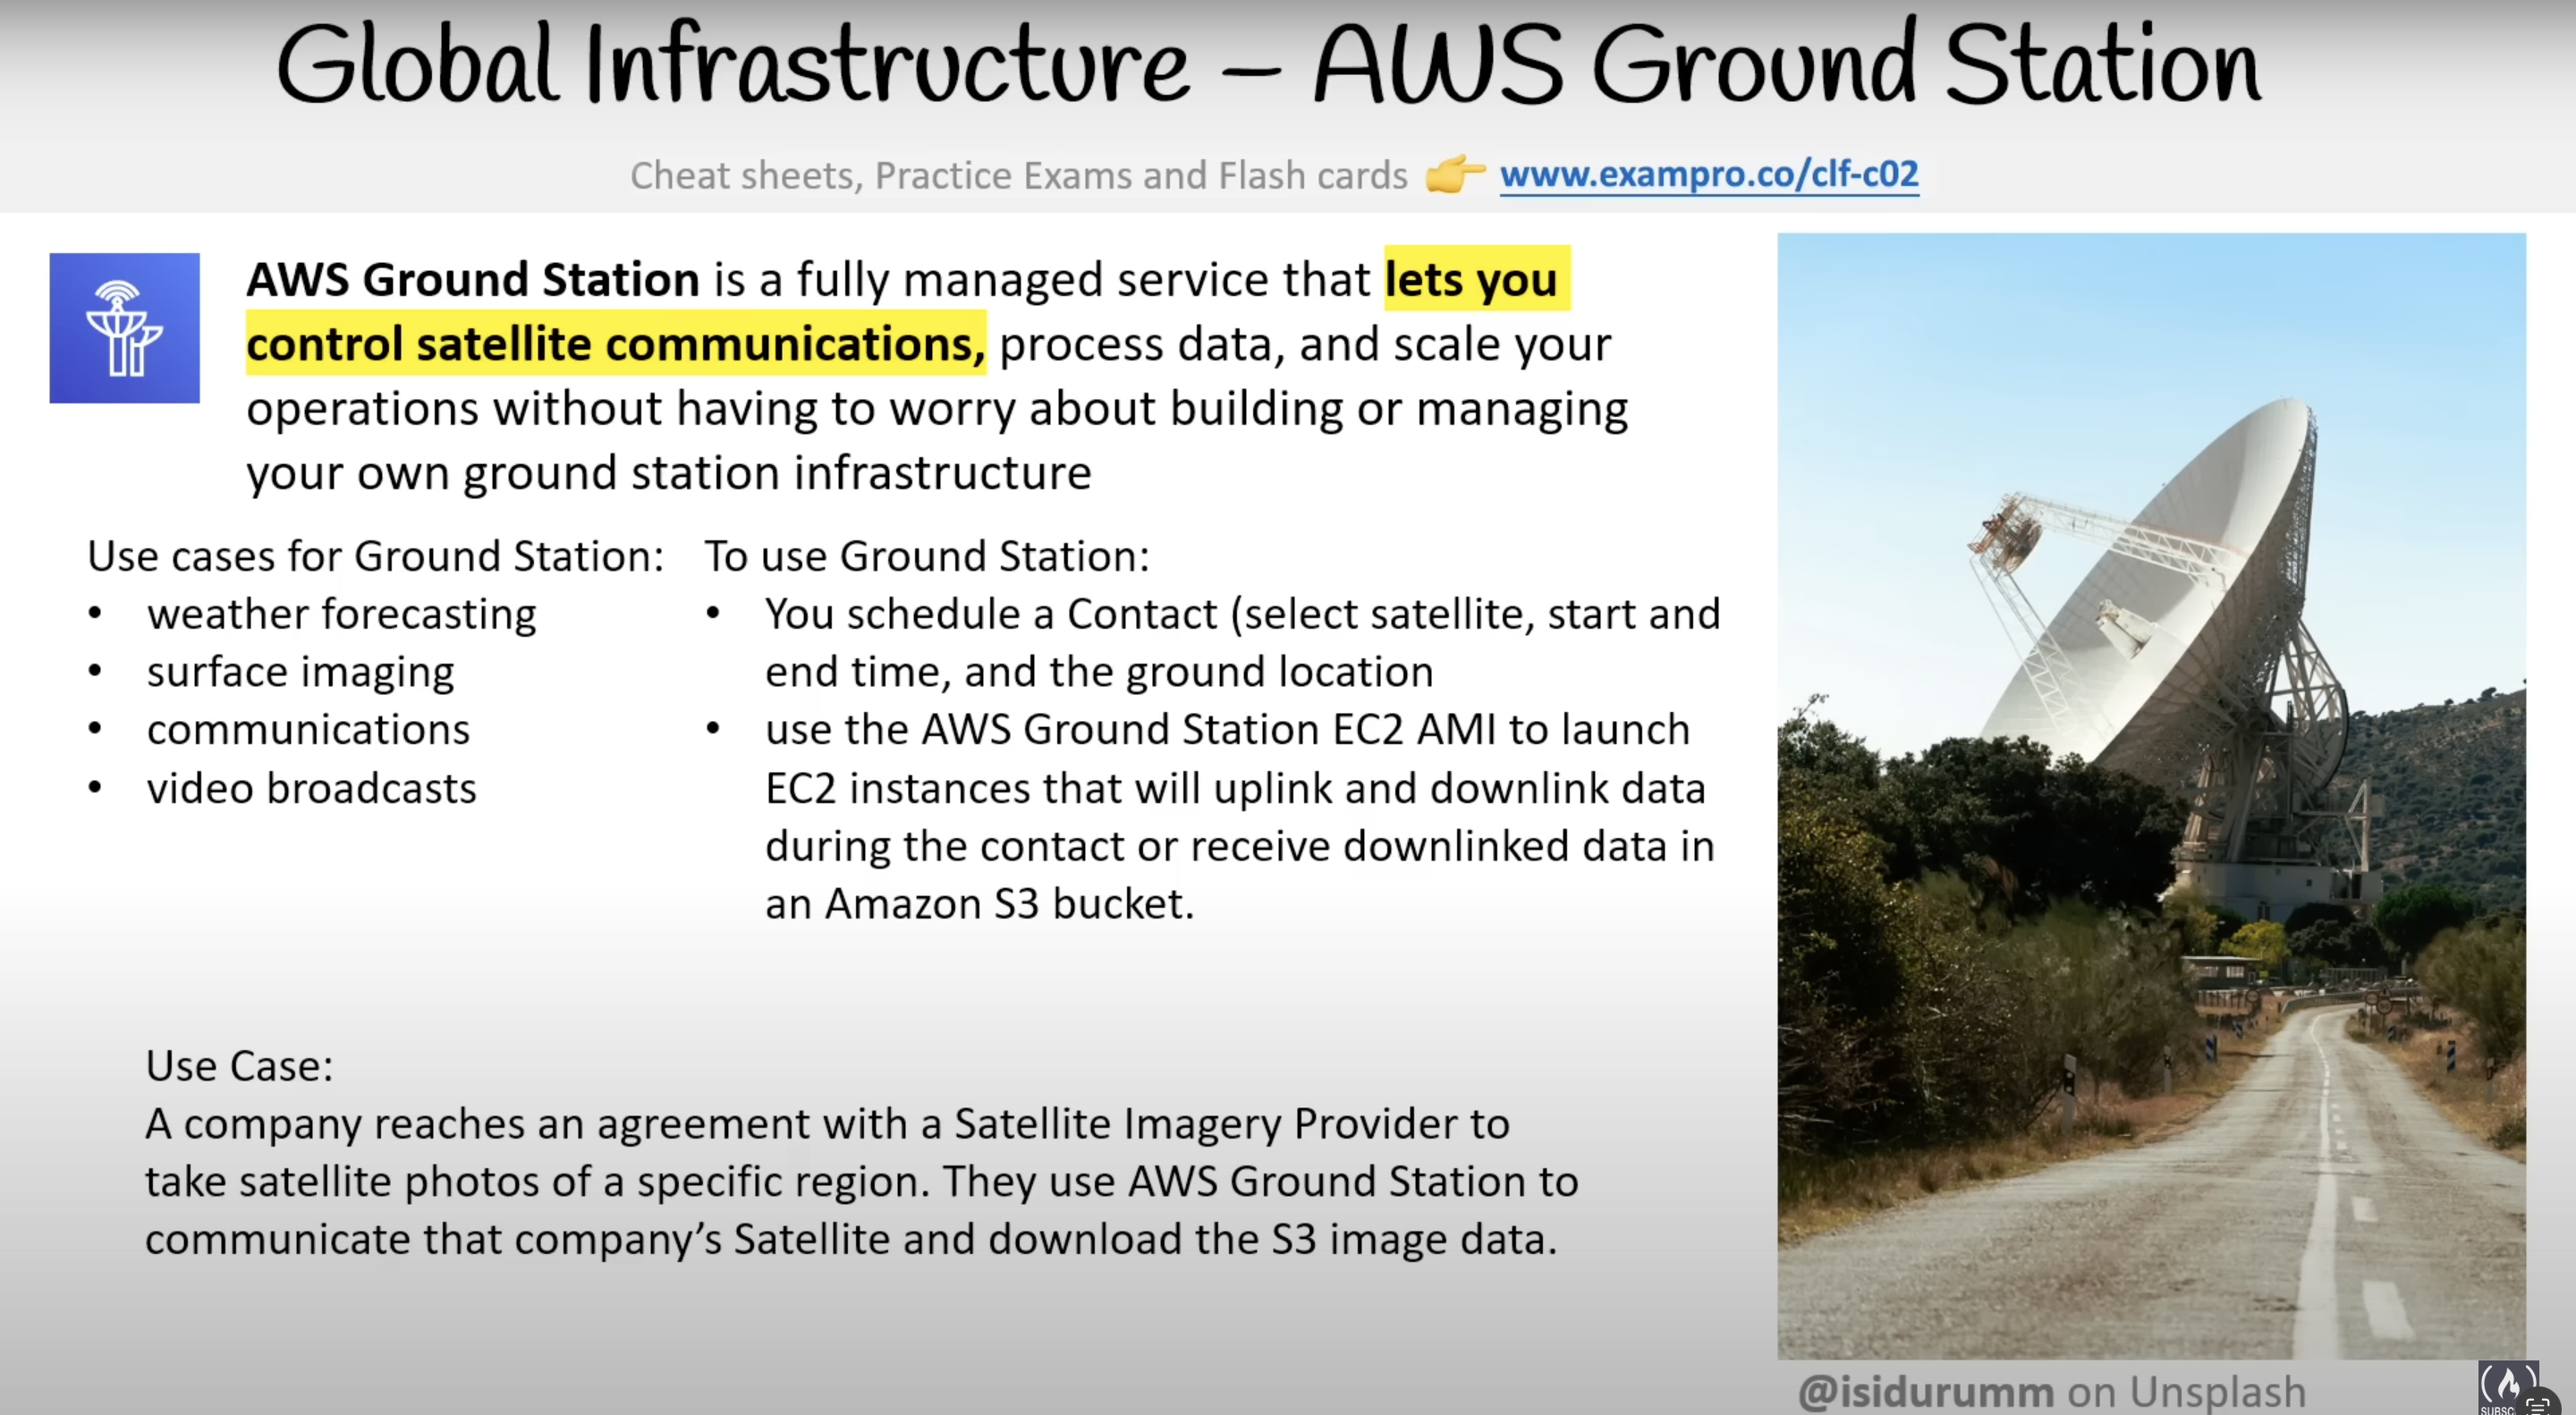 Global Infrastructure – AWS Ground Station
Cheat sheets, Practice Exams and Flash cards 👉 www.exampro.co/clf-c02
AWS Ground Station is a fully managed service that lets you
control satellite communications, process data, and scale your
operations without having to worry about building or managing
your own ground station infrastructure
Use cases for Ground Station:
• weather forecasting
• surface imaging
• communications
• video broadcasts
To use Ground Station:
• You schedule a Contact (select satellite, start and
end time, and the ground location
• use the AWS Ground Station EC2 AMI to launch
EC2 instances that will uplink and downlink data
during the contact or receive downlinked data in
an Amazon S3 bucket.
Use Case:
A company reaches an agreement with a Satellite Imagery Provider to
take satellite photos of a specific region. They use AWS Ground Station to
communicate that company’s Satellite and download the S3 image data.
@isidurumm on Unsplash